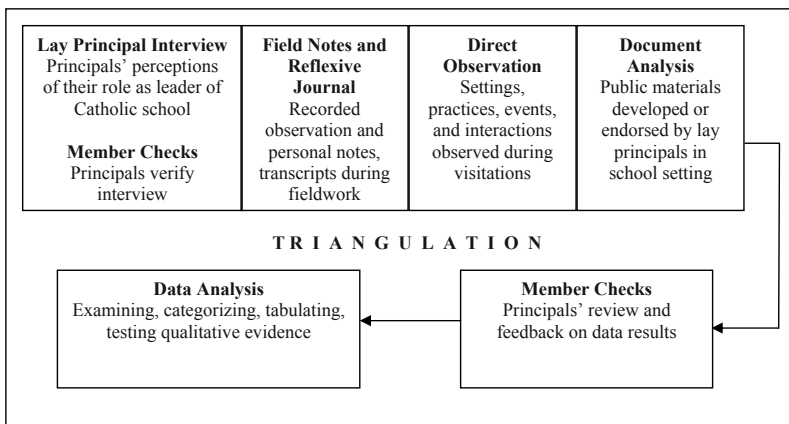 Lay Principal Interview
Principals' perceptions
of their role as leader of
Catholic school
Member Checks
Principals verify
interview
Field Notes and
Reflexive
Journal
Recorded
observation and
personal notes,
transcripts during
fieldwork
Direct
Observation
Settings,
practices, events,
and interactions
observed during
visitations
Document
Analysis
Public materials
developed or
endorsed by lay
principals in
school setting
TRIANGULATION
Data Analysis
Examining, categorizing, tabulating,
testing qualitative evidence
Member Checks
Principals' review and
feedback on data results